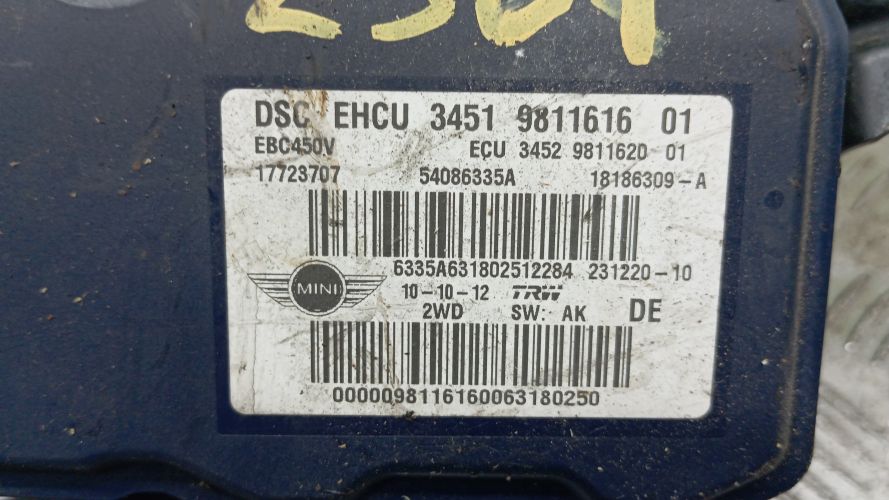 DSC EHCU 3451 9811616 01
EBC450V ECU 3452 9811620 01
17723707 54086335A 18186309-A
6335A631802512284 231220-10
MINI 10-10-12 TRW
2WD SW: AK DE
0000098116160063180250